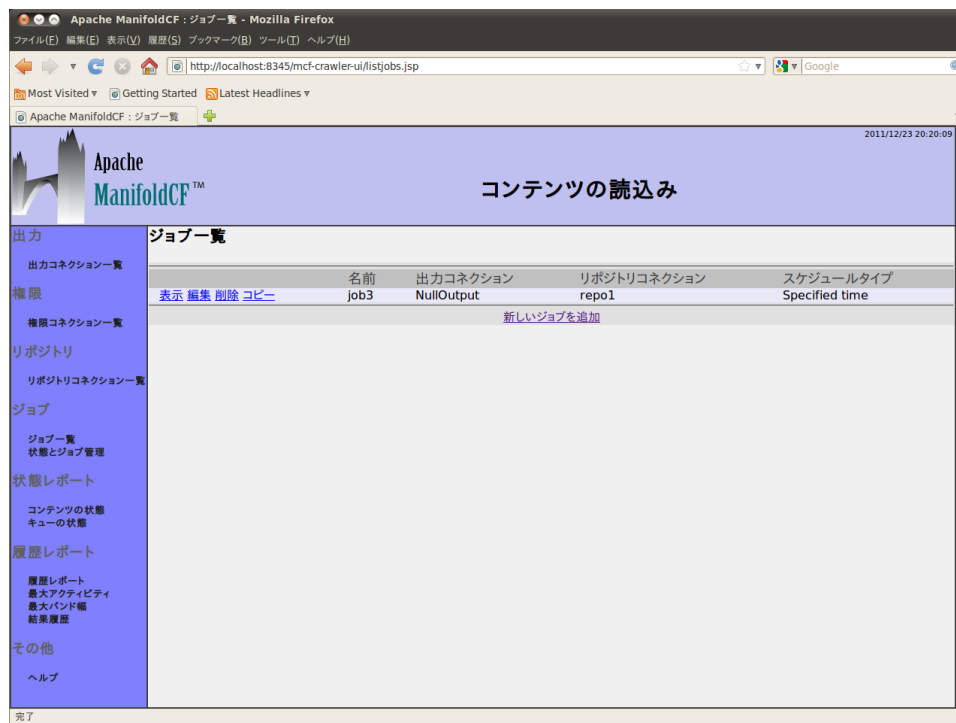 Apache ManifoldCF : ジョブ一覧 - Mozilla Firefox
ファイル(F) 編集(E) 表示(V) 履歴(S) ブックマーク(B) ツール(T) ヘルプ(H)
http://localhost:8345/mcf-crawler-ui/listjobs.jsp
Google
Most Visited Getting Started Latest Headlines
Apache ManifoldCF : ジョブ一覧
2011/12/23 20:20:09
Apache
ManifoldCF™
コンテンツの読込み
出力
出力コネクション一覧
権限
権限コネクション一覧
リポジトリ
リポジトリコネクション一覧
ジョブ
ジョブ一覧
状態とジョブ管理
状態レポート
コンテンツの状態
キューの状態
履歴レポート
履歴レポート
最大アクティビティ
最大バンド幅
結果履歴
その他
ヘルプ
ジョブ一覧
名前 出力コネクション リポジトリコネクション スケジュールタイプ
表示 編集 削除 コピー job3 NullOutput repo1 Specified time
新しいジョブを追加
完了